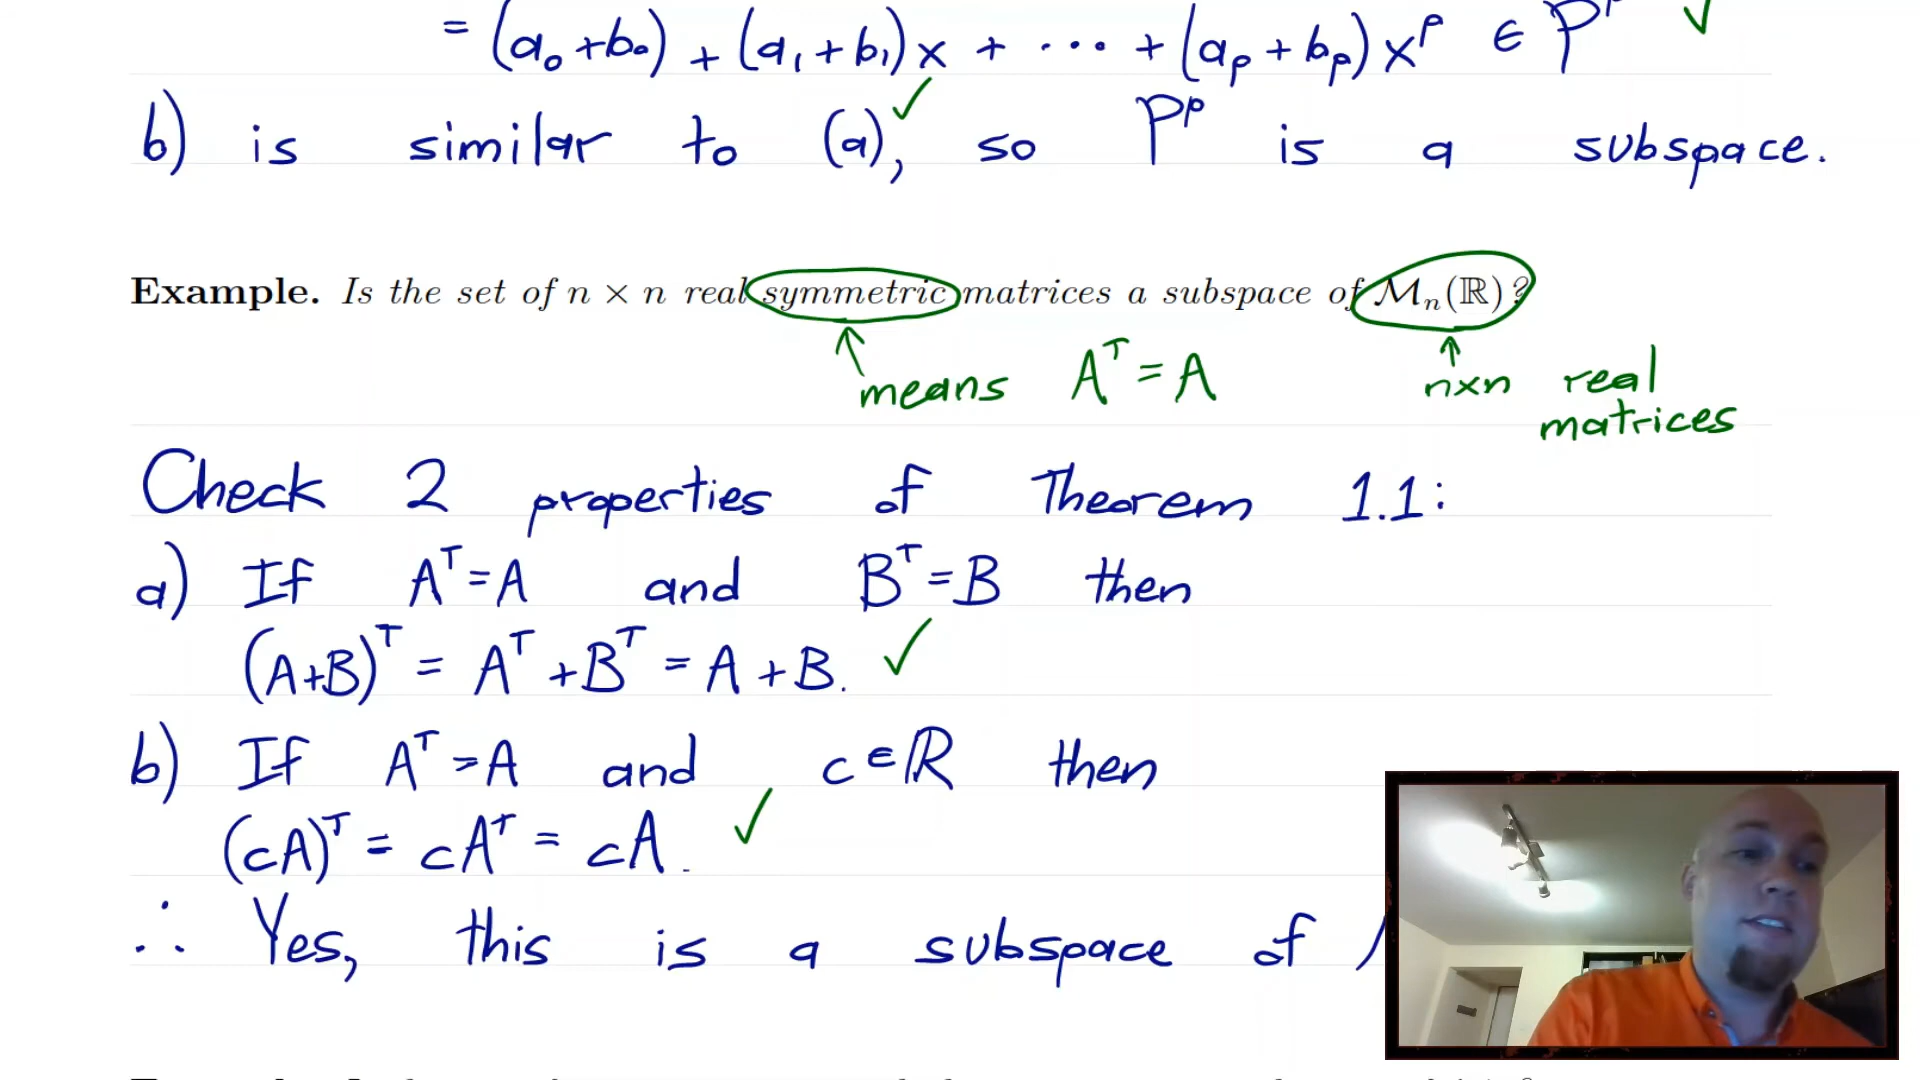 = (a₀+b₀) + (a₁+b₁)x + ⋯ + (aₚ+bₚ)xᵖ ∈ Pᵖ ✓
b) is similar to (a),✓ so Pᵖ is a subspace.
Example. Is the set of n × n real symmetric matrices a subspace of Mₙ(ℝ)?
↑ means Aᵀ = A ↑ n×n real
matrices
Check 2 properties of Theorem 1.1:
a) If Aᵀ=A and Bᵀ=B then
(A+B)ᵀ = Aᵀ+Bᵀ = A+B. ✓
b) If Aᵀ=A and c∈ℝ then
(cA)ᵀ = cAᵀ = cA. ✓
∴ Yes, this is a subspace of